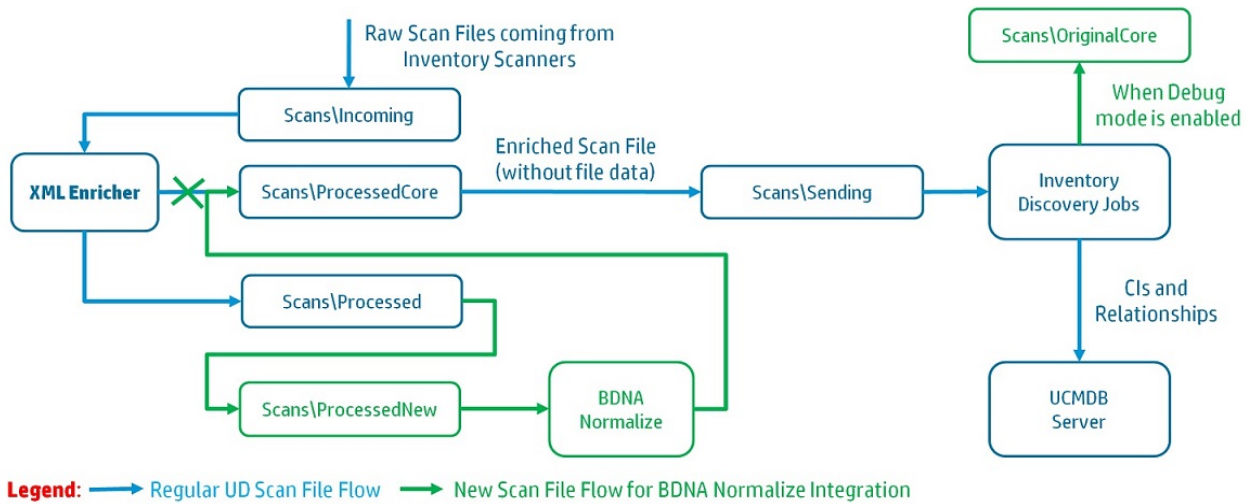 Raw Scan Files coming from
Inventory Scanners
Scans\OriginalCore
When Debug
mode is enabled
Scans\Incoming
Enriched Scan File
(without file data)
XML Enricher
Scans\ProcessedCore
Scans\Sending
Inventory
Discovery Jobs
Scans\Processed
CIs and
Relationships
Scans\ProcessedNew
BDNA
Normalize
UCMDB
Server
Legend: Regular UD Scan File Flow New Scan File Flow for BDNA Normalize Integration